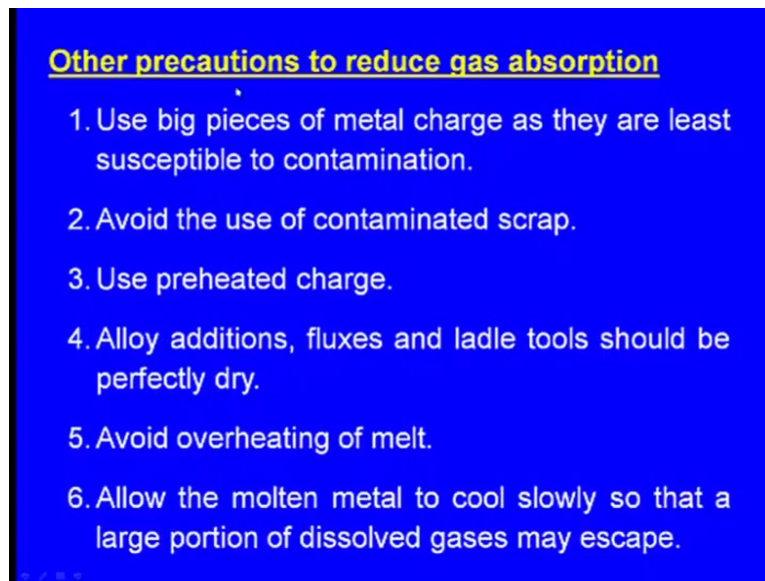 Other precautions to reduce gas absorption
1. Use big pieces of metal charge as they are least
susceptible to contamination.
2. Avoid the use of contaminated scrap.
3. Use preheated charge.
4. Alloy additions, fluxes and ladle tools should be
perfectly dry.
5. Avoid overheating of melt.
6. Allow the molten metal to cool slowly so that a
large portion of dissolved gases may escape.